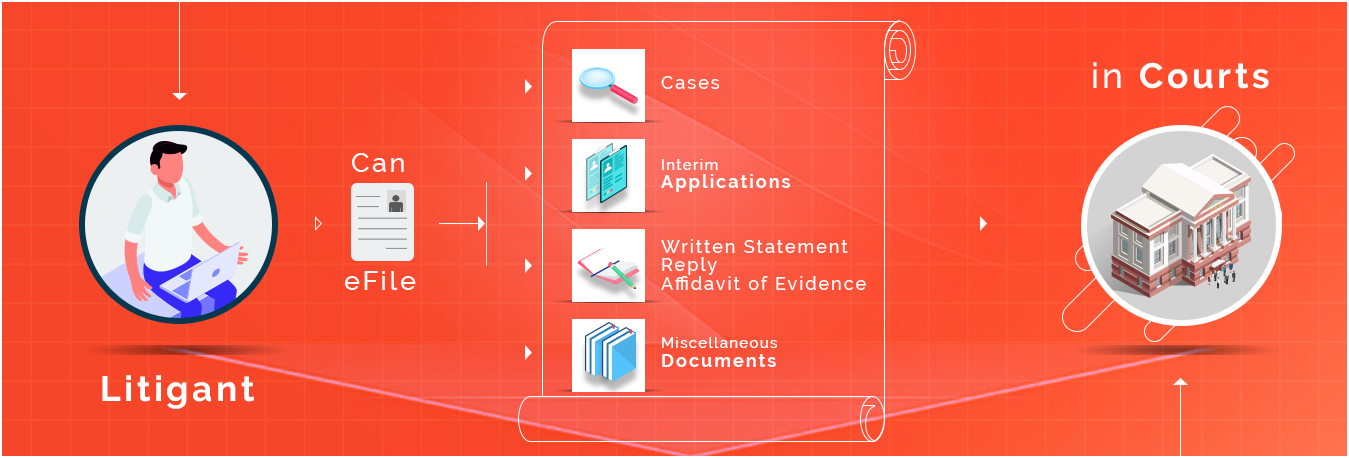 Litigant
Can
eFile
Cases
Interim
Applications
Written Statement
Reply
Affidavit of Evidence
Miscellaneous
Documents
in Courts